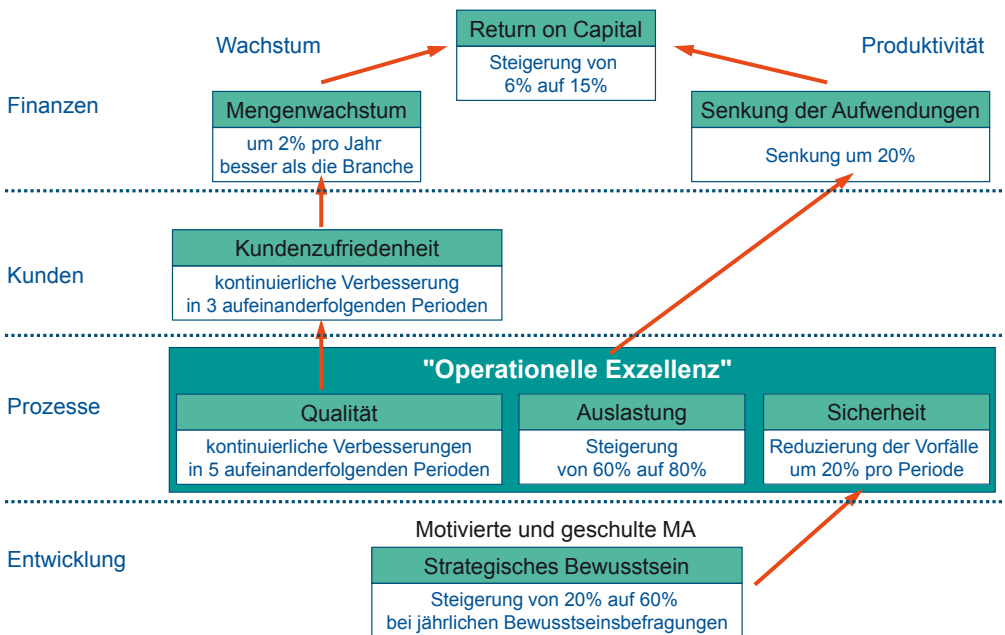 Wachstum
Return on Capital
Produktivität
Steigerung von
6% auf 15%
Finanzen
Mengenwachstum
um 2% pro Jahr
besser als die Branche
Senkung der Aufwendungen
Senkung um 20%
Kunden
Kundenzufriedenheit
kontinuierliche Verbesserung
in 3 aufeinanderfolgenden Perioden
Prozesse
"Operationelle Exzellenz"
Qualität
kontinuierliche Verbesserungen
in 5 aufeinanderfolgenden Perioden
Auslastung
Steigerung
von 60% auf 80%
Sicherheit
Reduzierung der Vorfälle
um 20% pro Periode
Entwicklung
Motivierte und geschulte MA
Strategisches Bewusstsein
Steigerung von 20% auf 60%
bei jährlichen Bewusstseinsbefragungen